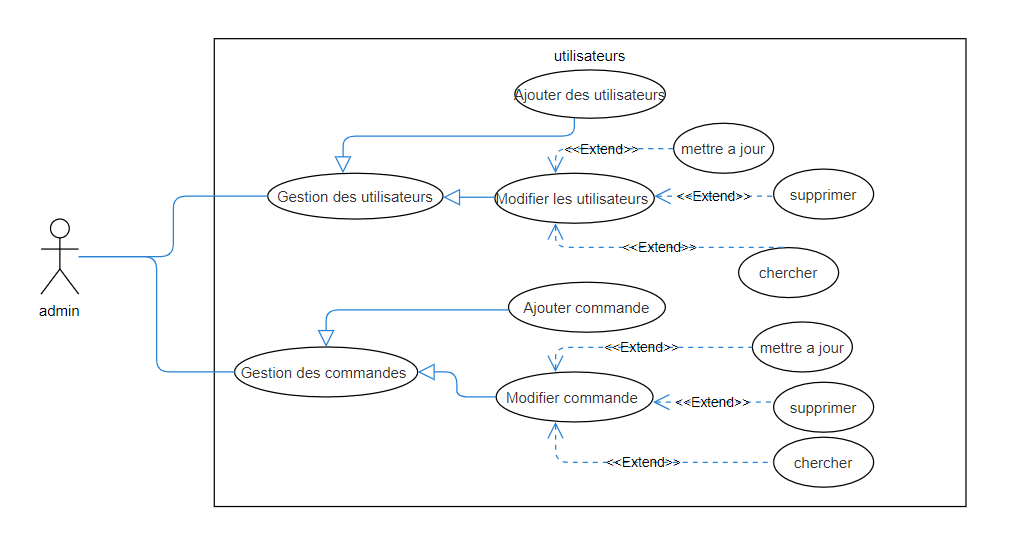 utilisateurs
Ajouter des utilisateurs
<<Extend>>
mettre a jour
Gestion des utilisateurs
Modifier les utilisateurs
<<Extend>>
supprimer
<<Extend>>
chercher
admin
Ajouter commande
<<Extend>>
mettre a jour
Gestion des commandes
Modifier commande
<<Extend>>
supprimer
<<Extend>>
chercher